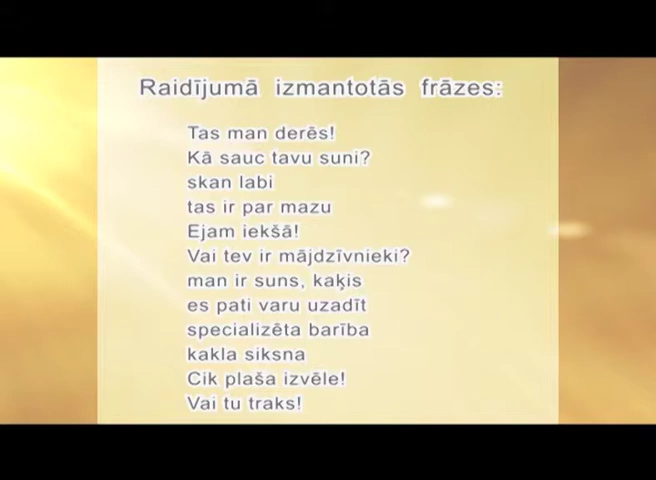 Raidījumā izmantotās frāzes:
Tas man derēs!
Kā sauc tavu suni?
skan labi
tas ir par mazu
Ejam iekšā!
Vai tev ir mājdzīvnieki?
man ir suns, kaķis
es pati varu uzadīt
specializēta barība
kakla siksna
Cik plaša izvēle!
Vai tu traks!